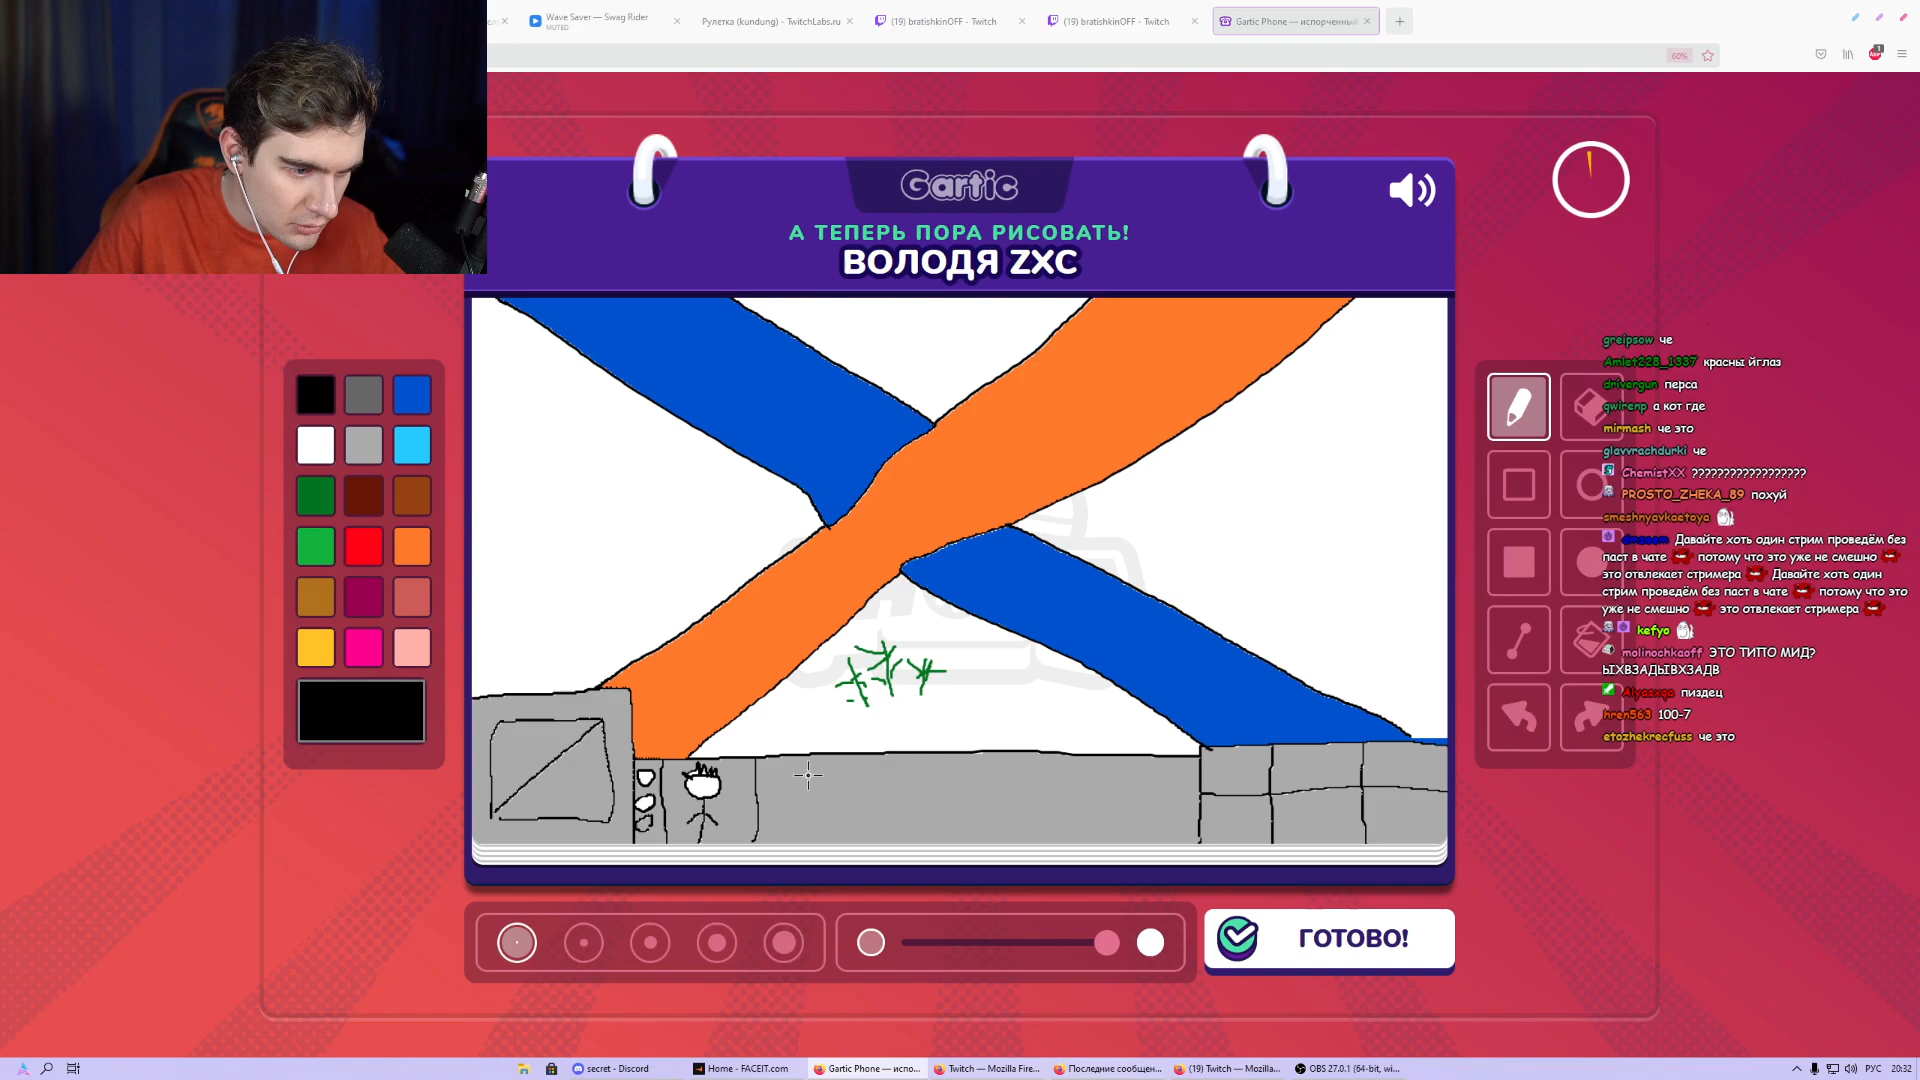 Wave Saver — Swag Rider
MUTED
Рулетка (kundung) - TwitchLabs.ru
(19) bratishkinOFF - Twitch
(19) bratishkinOFF - Twitch
Gartic Phone — испорченный
60%
Gartic
А ТЕПЕРЬ ПОРА РИСОВАТЬ!
ВОЛОДЯ ZXC
greipsow че
Amlet228_1337 красны йглаз
drivergun перса
qwirenp а кот где
mirmash че это
glavvrachdurki че
ChemistXX ??????????????????
PROSTO_ZHEKA_89 похуй
smeshnyavkaetoya
dmzoom Давайте хоть один стрим проведём без
паст в чате потому что это уже не смешно
это отвлекает стримера Давайте хоть один
стрим проведём без паст в чате потому что это
уже не смешно это отвлекает стримера
kefyo
molinochkaoff ЭТО ТИПО МИД?
ЫХВЗАДЫВХЗАДВ
Alyasxqa пиздец
hren563 100-7
etozhekrecfuss че это
ГОТОВО!
secret - Discord
Home - FACEIT.com
Gartic Phone — испо...
Twitch — Mozilla Fire...
Последние сообщен...
(19) Twitch — Mozilla...
OBS 27.0.1 (64-bit, wi...
РУС
20:32